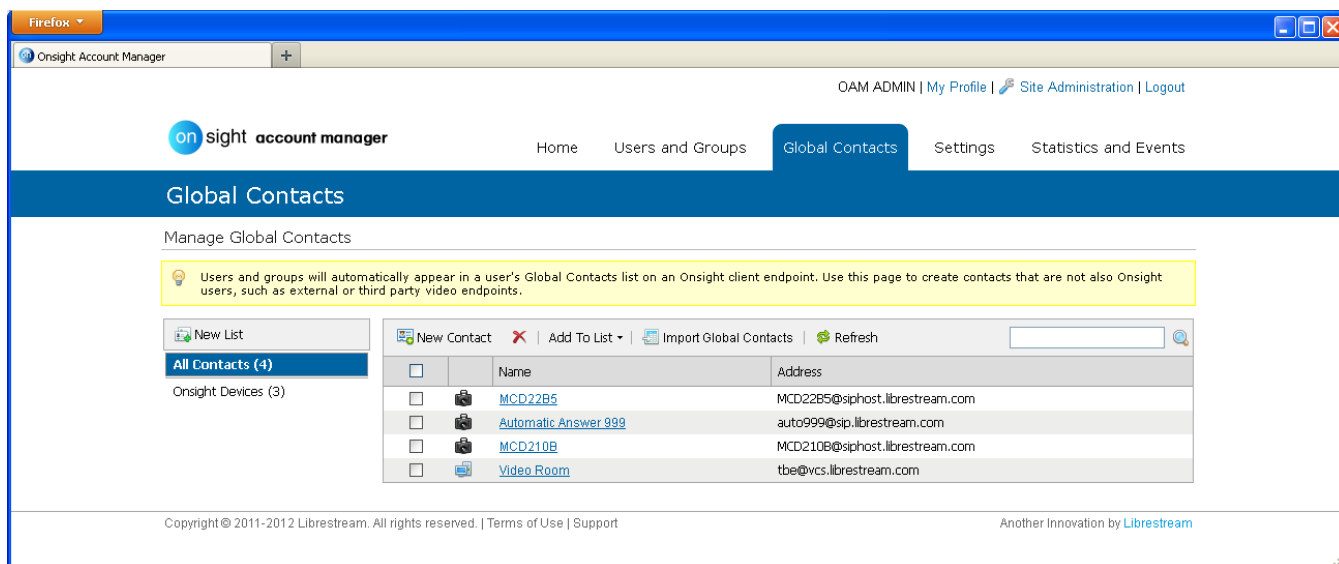 Firefox
Onsight Account Manager
OAM ADMIN | My Profile | Site Administration | Logout
on sight account manager
Home Users and Groups Global Contacts Settings Statistics and Events
Global Contacts
Manage Global Contacts
Users and groups will automatically appear in a user's Global Contacts list on an Onsight client endpoint. Use this page to create contacts that are not also Onsight
users, such as external or third party video endpoints.
New List
New Contact | Add To List | Import Global Contacts | Refresh
All Contacts (4)
Onsight Devices (3)
Name Address
MCD22B5 MCD22B5@siphost.librestream.com
Automatic Answer 999 auto999@sip.librestream.com
MCD210B MCD210B@siphost.librestream.com
Video Room tbe@vcs.librestream.com
Copyright © 2011-2012 Librestream. All rights reserved. | Terms of Use | Support
Another Innovation by Librestream